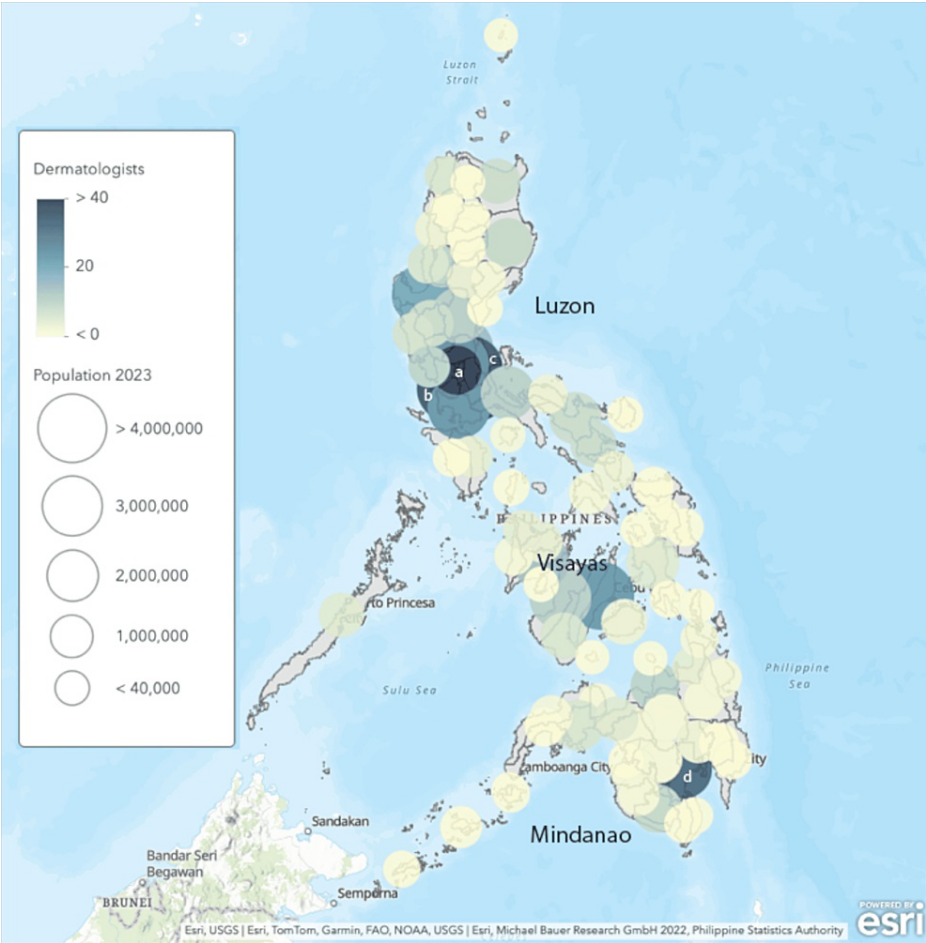 Luzon
Strait
Dermatologists
> 40
20
< 0
Population 2023
> 4,000,000
3,000,000
2,000,000
1,000,000
< 40,000
Luzon
c
a
b
PHILIPPINES
Visayas
Cebu
rto Princesa
Philippine
Sea
Sulu Sea
ity
amboanga City
d
Mindanao
Sandakan
Bandar Seri
Begawan
Semporna
BRUNEI
POWERED BY
esri
Esri, USGS | Esri, TomTom, Garmin, FAO, NOAA, USGS | Esri, Michael Bauer Research GmbH 2022, Philippine Statistics Authority